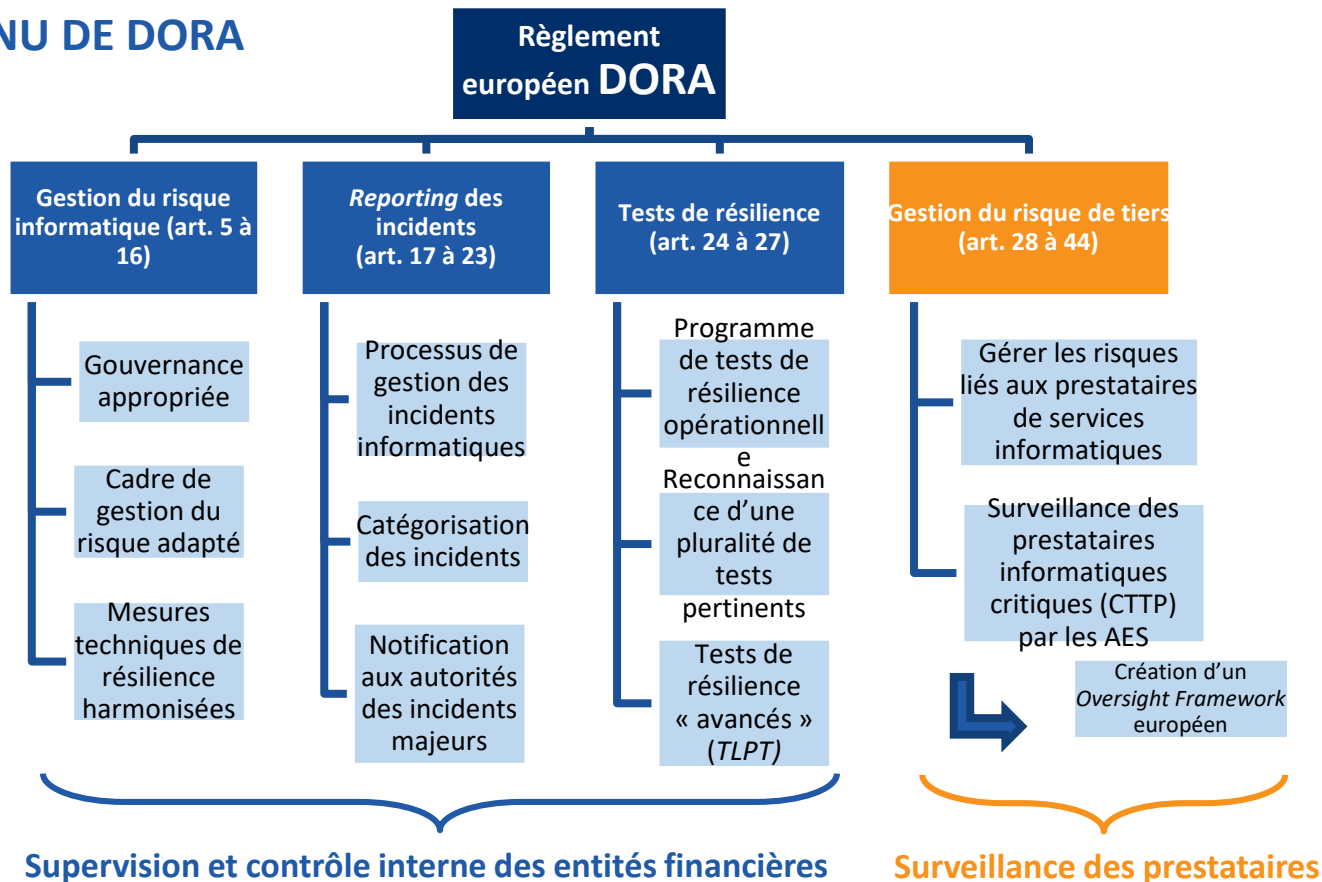 NU DE DORA
Règlement
européen DORA
Gestion du risque
informatique (art. 5 à
16)
Reporting des
incidents
(art. 17 à 23)
Tests de résilience
(art. 24 à 27)
Gestion du risque de tiers
(art. 28 à 44)
Gouvernance
appropriée
Cadre de
gestion du
risque adapté
Mesures
techniques de
résilience
harmonisées
Processus de
gestion des
incidents
informatiques
Catégorisation
des incidents
Notification
aux autorités
des incidents
majeurs
Programme
de tests de
résilience
opérationnell
e
Reconnaissan
ce d’une
pluralité de
tests
pertinents
Tests de
résilience
« avancés »
(TLPT)
Gérer les risques
liés aux prestataires
de services
informatiques
Surveillance des
prestataires
informatiques
critiques (CTTP)
par les AES
Création d’un
Oversight Framework
européen
Supervision et contrôle interne des entités financières
Surveillance des prestataires